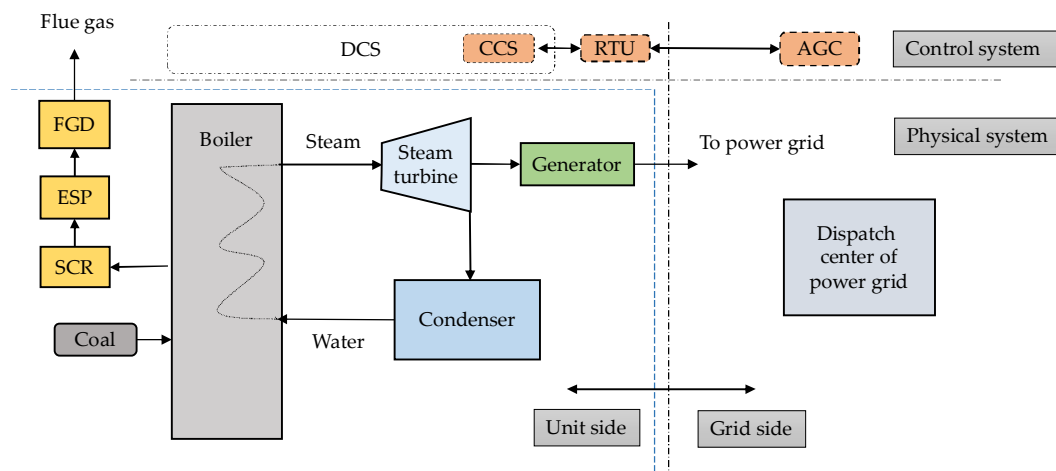 Flue gas
DCS
CCS
RTU
AGC
Control system
FGD
Boiler
Steam
Steam
turbine
Generator
To power grid
Physical system
ESP
SCR
Dispatch
center of
power grid
Coal
Condenser
Water
Unit side
Grid side